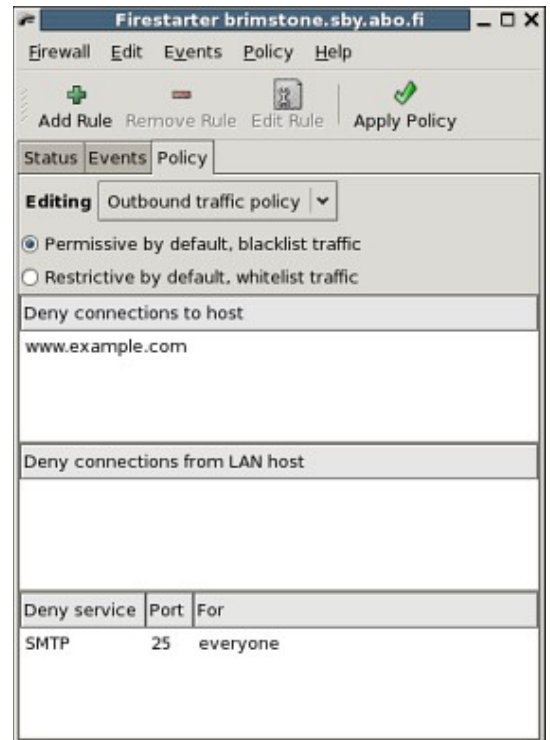 Firestarter brimstone.sby.abo.fi
Firewall Edit Events Policy Help
Add Rule Remove Rule Edit Rule Apply Policy
Status Events Policy
Editing Outbound traffic policy
Permissive by default, blacklist traffic
Restrictive by default, whitelist traffic
Deny connections to host
www.example.com
Deny connections from LAN host
Deny service Port For
SMTP 25 everyone